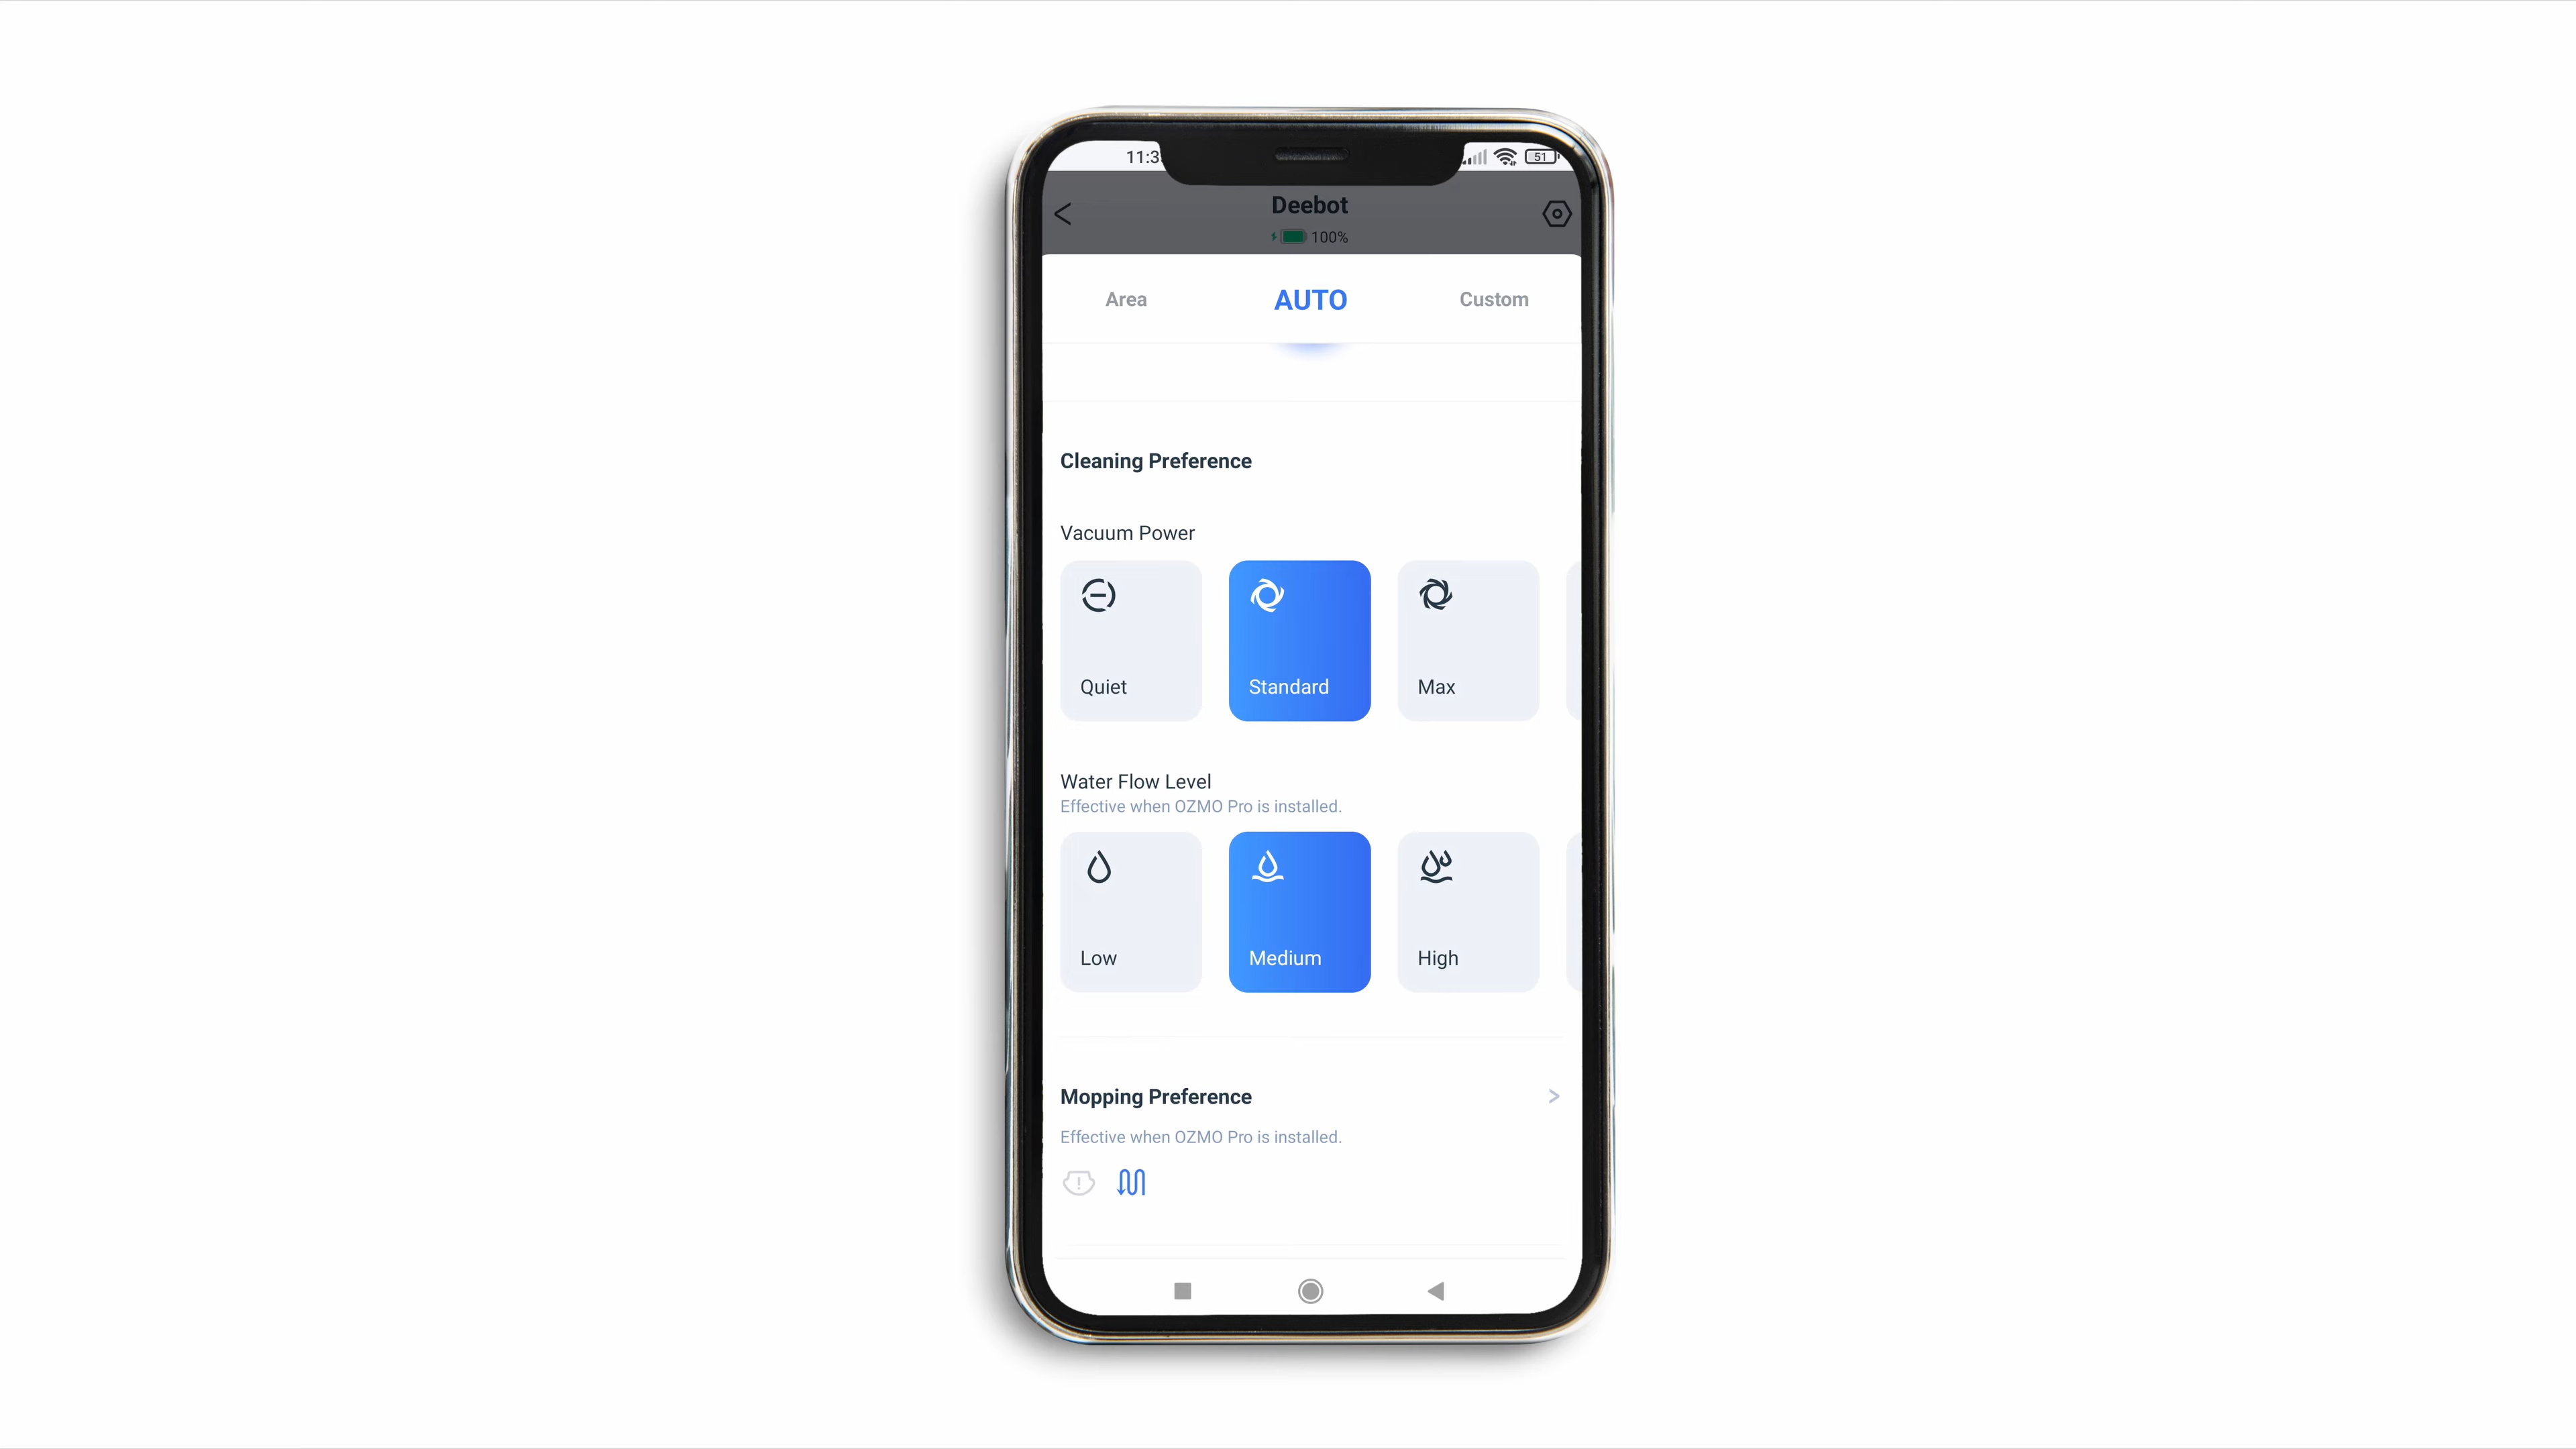 11:3
51
Deebot
100%
Area
AUTO
Custom
Cleaning Preference
Vacuum Power
Quiet
Standard
Max
Water Flow Level
Effective when OZMO Pro is installed.
Low
Medium
High
Mopping Preference
Effective when OZMO Pro is installed.